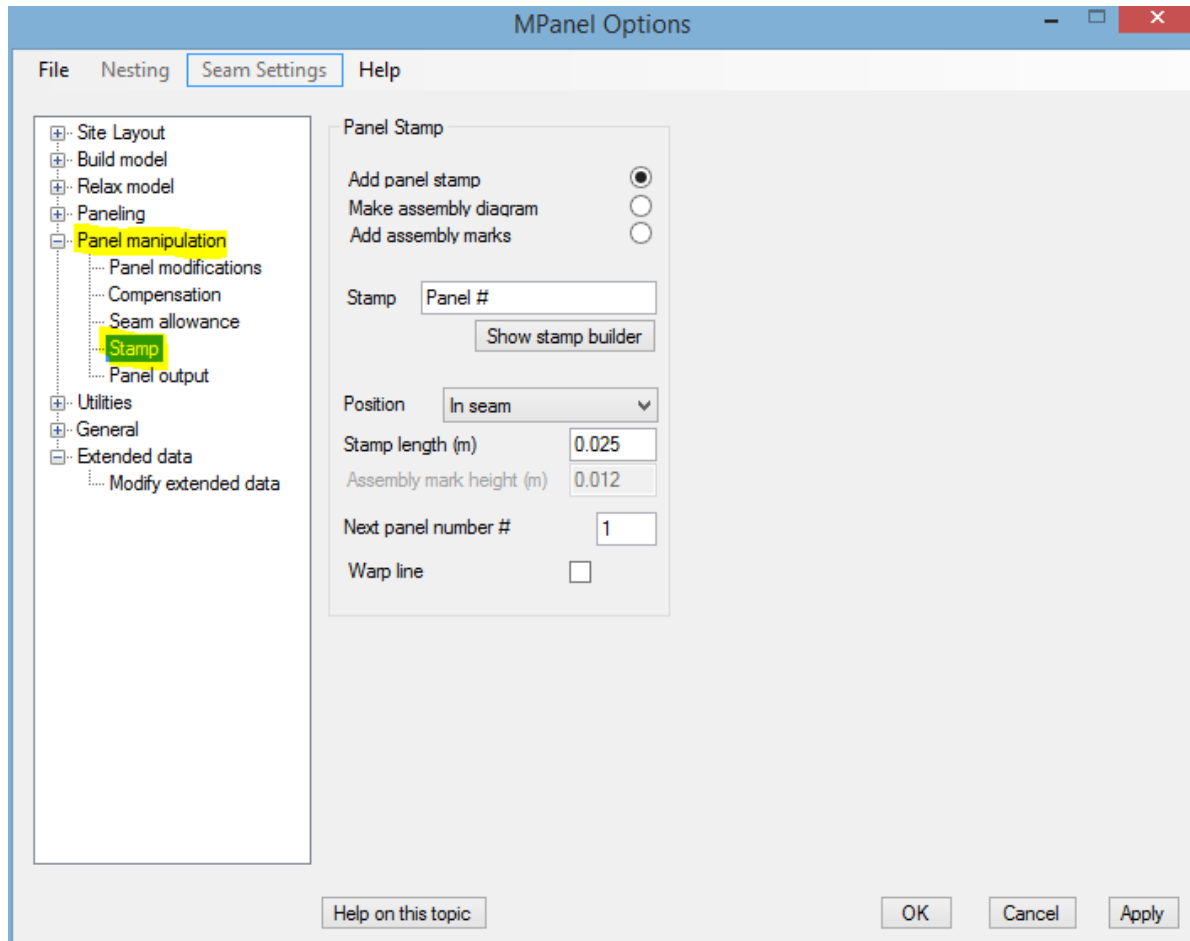 MPanel Options
File Nesting Seam Settings Help
Site Layout
Build model
Relax model
Paneling
Panel manipulation
Panel modifications
Compensation
Seam allowance
Stamp
Panel output
Utilities
General
Extended data
Modify extended data
Panel Stamp
Add panel stamp
Make assembly diagram
Add assembly marks
Stamp Panel #
Show stamp builder
Position In seam
Stamp length (m) 0.025
Assembly mark height (m) 0.012
Next panel number # 1
Warp line
Help on this topic OK Cancel Apply